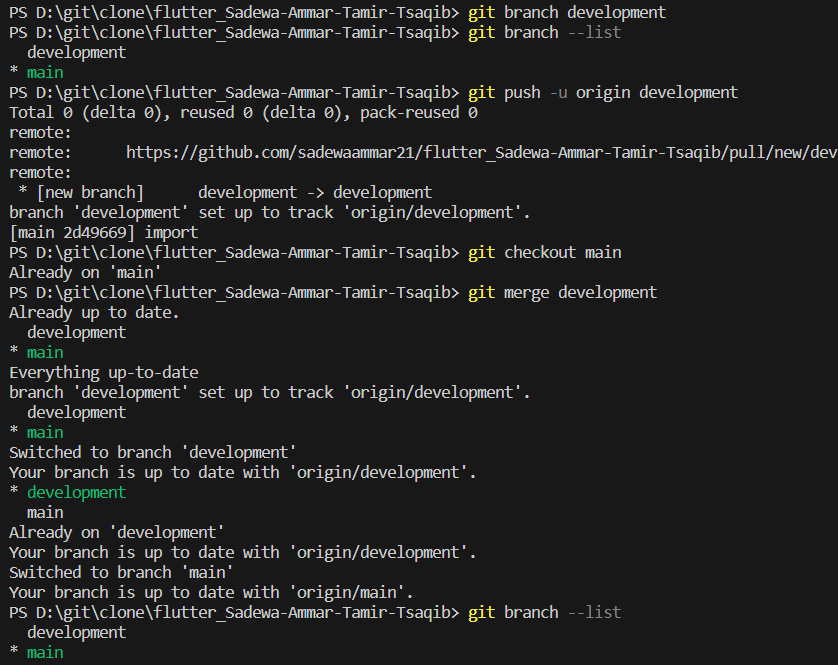 PS D:\git\clone\flutter_Sadewa-Ammar-Tamir-Tsaqib> git branch development
PS D:\git\clone\flutter_Sadewa-Ammar-Tamir-Tsaqib> git branch --list
  development
* main
PS D:\git\clone\flutter_Sadewa-Ammar-Tamir-Tsaqib> git push -u origin development
Total 0 (delta 0), reused 0 (delta 0), pack-reused 0
remote:
remote:      https://github.com/sadewaammar21/flutter_Sadewa-Ammar-Tamir-Tsaqib/pull/new/dev
remote:
 * [new branch]      development -> development
branch 'development' set up to track 'origin/development'.
[main 2d49669] import
PS D:\git\clone\flutter_Sadewa-Ammar-Tamir-Tsaqib> git checkout main
Already on 'main'
PS D:\git\clone\flutter_Sadewa-Ammar-Tamir-Tsaqib> git merge development
Already up to date.
  development
* main
Everything up-to-date
branch 'development' set up to track 'origin/development'.
  development
* main
Switched to branch 'development'
Your branch is up to date with 'origin/development'.
* development
  main
Already on 'development'
Your branch is up to date with 'origin/development'.
Switched to branch 'main'
Your branch is up to date with 'origin/main'.
PS D:\git\clone\flutter_Sadewa-Ammar-Tamir-Tsaqib> git branch --list
  development
* main